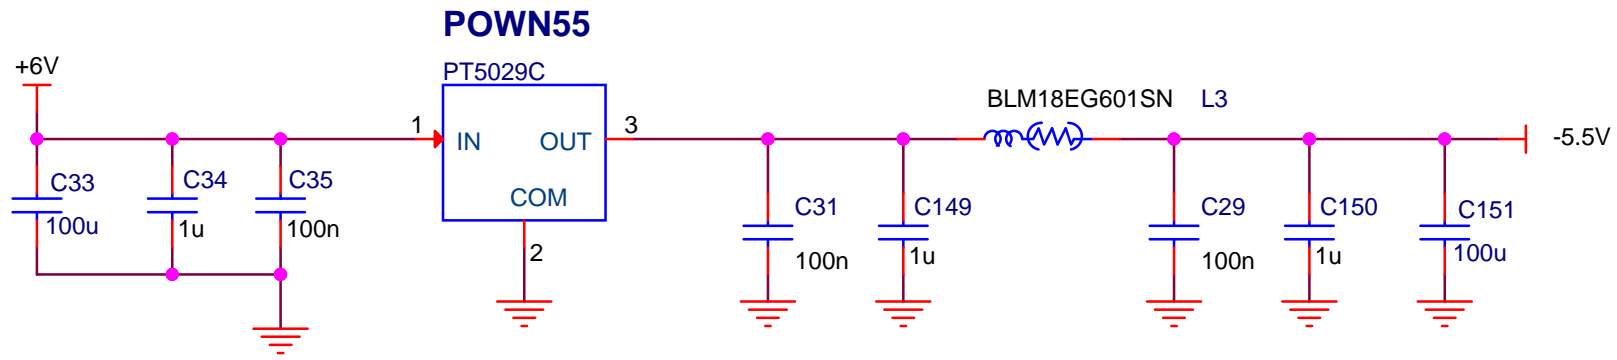 POWN55
PT5029C
+6V
BLM18EG601SN L3
1
3
IN
OUT
-5.5V
COM
C33
C34
C35
C31
C149
C29
C150
C151
100u
1u
100n
2
100n
1u
100n
1u
100u